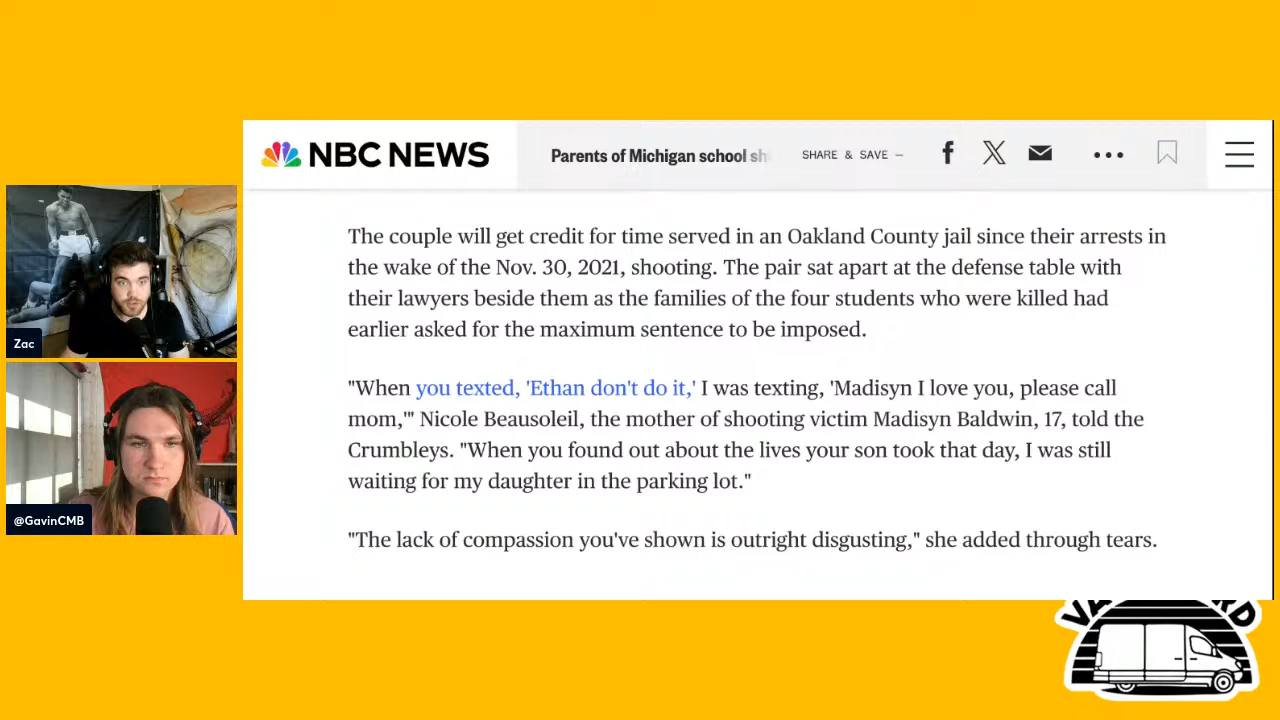 NBC NEWS
Parents of Michigan school sh
SHARE & SAVE —
The couple will get credit for time served in an Oakland County jail since their arrests in
the wake of the Nov. 30, 2021, shooting. The pair sat apart at the defense table with
their lawyers beside them as the families of the four students who were killed had
earlier asked for the maximum sentence to be imposed.
"When you texted, 'Ethan don't do it,' I was texting, 'Madisyn I love you, please call
mom,'" Nicole Beausoleil, the mother of shooting victim Madisyn Baldwin, 17, told the
Crumbleys. "When you found out about the lives your son took that day, I was still
waiting for my daughter in the parking lot."
"The lack of compassion you've shown is outright disgusting," she added through tears.
Zac
@GavinCMB